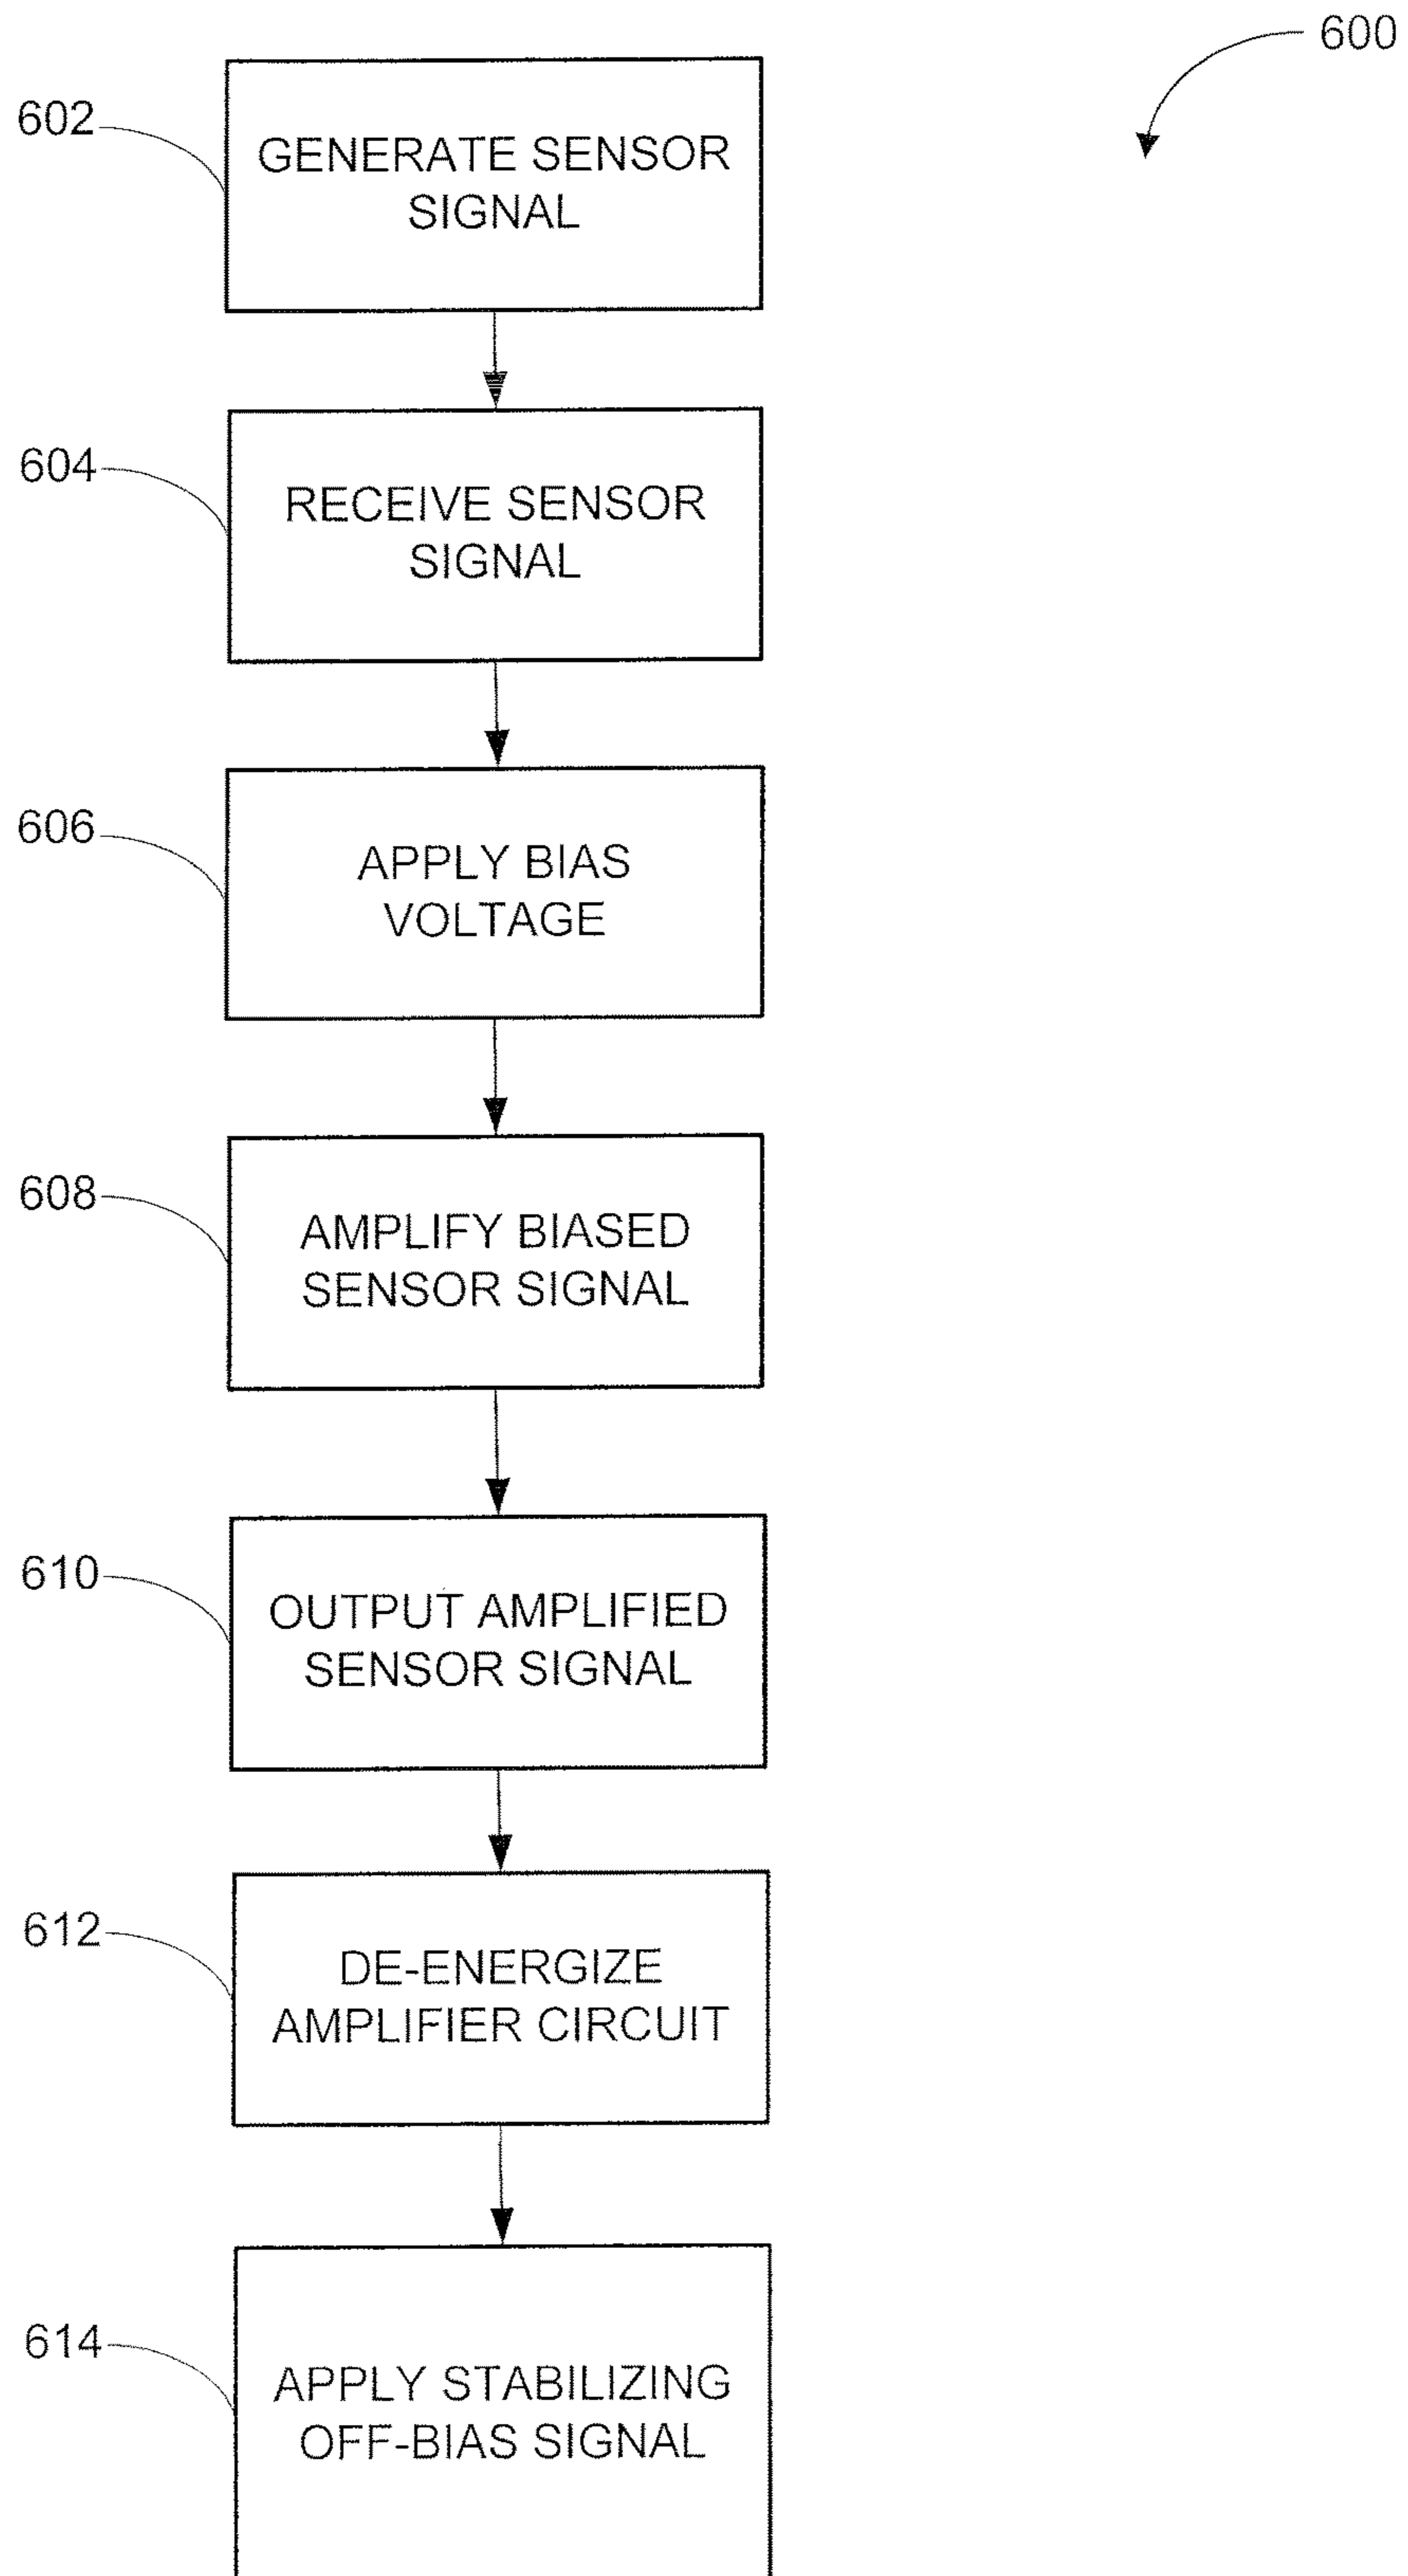 600
602
GENERATE SENSOR
SIGNAL
604
RECEIVE SENSOR
SIGNAL
606
APPLY BIAS
VOLTAGE
608
AMPLIFY BIASED
SENSOR SIGNAL
610
OUTPUT AMPLIFIED
SENSOR SIGNAL
612
DE-ENERGIZE
AMPLIFIER CIRCUIT
614
APPLY STABILIZING
OFF-BIAS SIGNAL